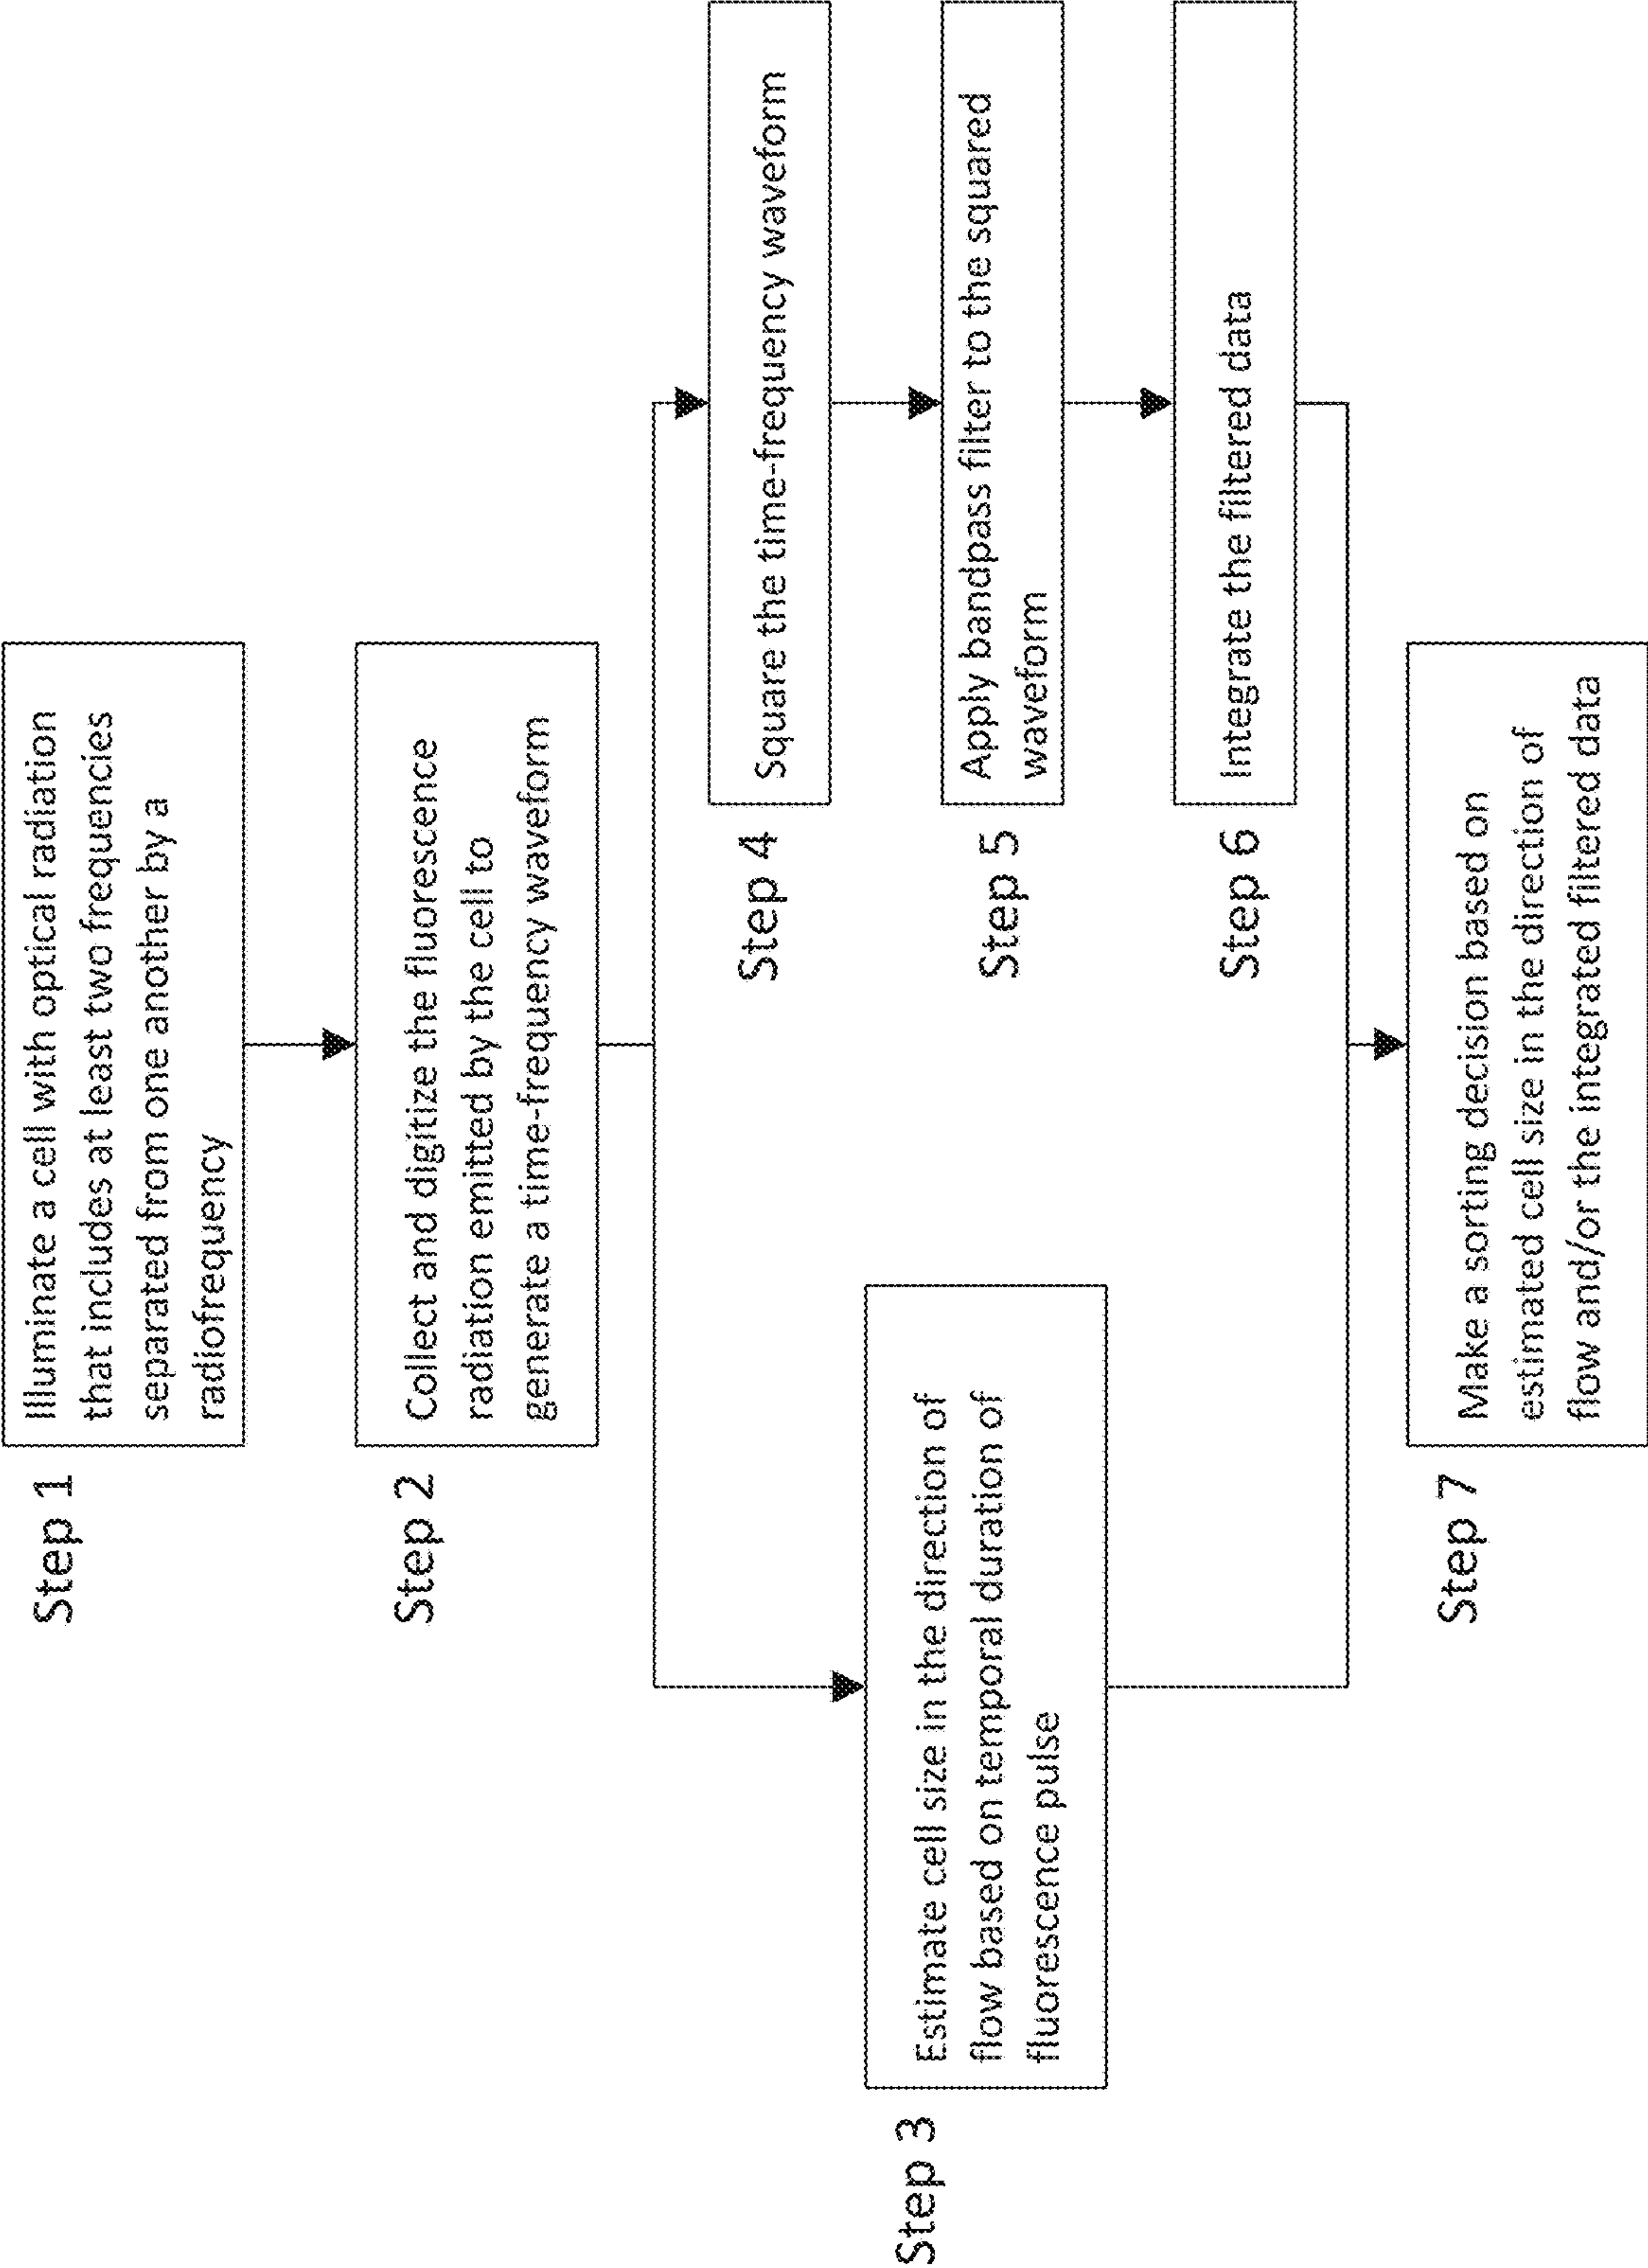 Step 1
Illuminate a cell with optical radiation
that includes at least two frequencies
separated from one another by a
radiofrequency
Step 2
Collect and digitize the fluorescence
radiation emitted by the cell to
generate a time-frequency waveform
Step 3
Estimate cell size in the direction of
flow based on temporal duration of
fluorescence pulse
Step 4
Square the time-frequency waveform
Step 5
Apply bandpass filter to the squared
waveform
Step 6
Integrate the filtered data
Step 7
Make a sorting decision based on
estimated cell size in the direction of
flow and/or the integrated filtered data